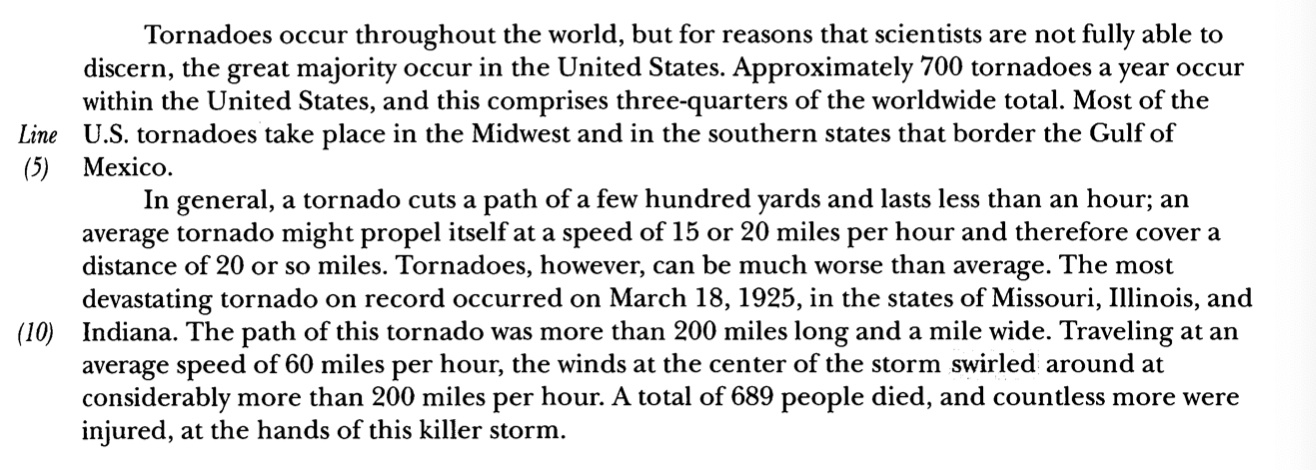 Tornadoes occur throughout the world, but for reasons that scientists are not fully able to
discern, the great majority occur in the United States. Approximately 700 tornadoes a year occur
within the United States, and this comprises three-quarters of the worldwide total. Most of the
Line U.S. tornadoes take place in the Midwest and in the southern states that border the Gulf of
(5) Mexico.
In general, a tornado cuts a path of a few hundred yards and lasts less than an hour; an
average tornado might propel itself at a speed of 15 or 20 miles per hour and therefore cover a
distance of 20 or so miles. Tornadoes, however, can be much worse than average. The most
devastating tornado on record occurred on March 18, 1925, in the states of Missouri, Illinois, and
(10) Indiana. The path of this tornado was more than 200 miles long and a mile wide. Traveling at an
average speed of 60 miles per hour, the winds at the center of the storm swirled around at
considerably more than 200 miles per hour. A total of 689 people died, and countless more were
injured, at the hands of this killer storm.